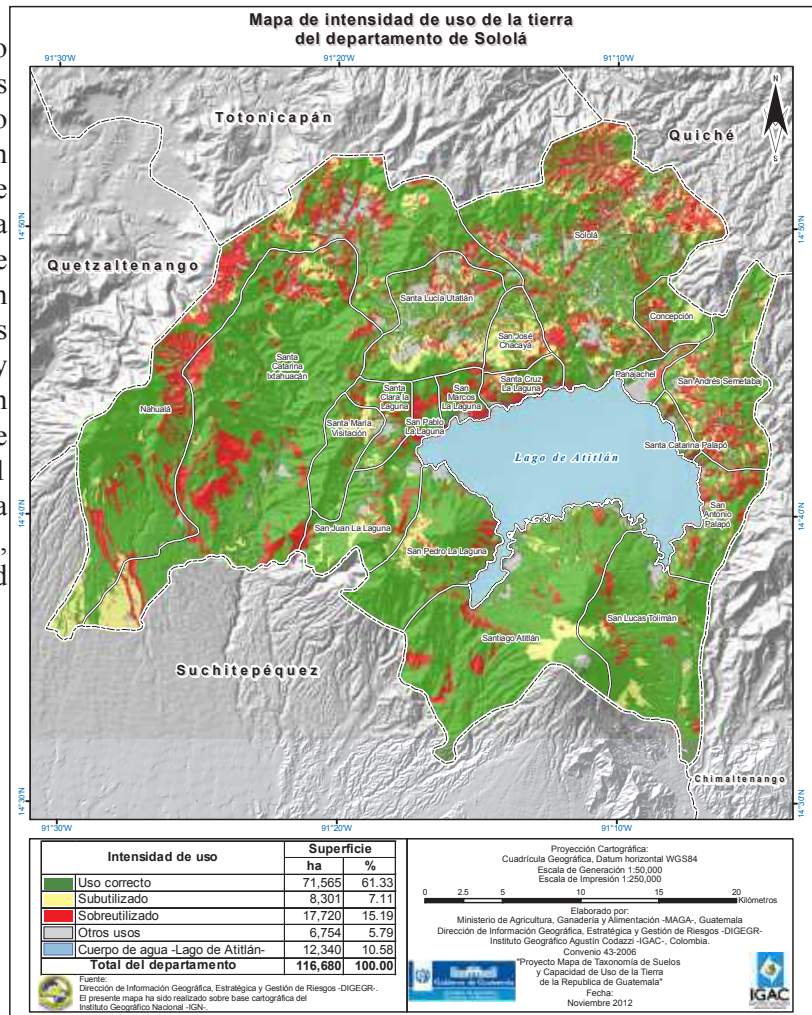 Mapa de intensidad de uso de la tierra
del departamento de Sololá
91°30'W
91°20'W
91°10'W
Totonicapán
Quiché
N
S
14°50'N
14°50'N
Sololá
Quetzaltenango
Santa Lucía Utatlán
Concepción
San José
Chacayá
Santa
Catarina
Ixtahuacán
Panajachel
Santa Cruz
La Laguna
San Andrés Semetabaj
Nahualá
Santa
Clara la
Laguna
San
Marcos
La Laguna
Santa María
Visitación
San Pablo
La Laguna
Santa Catarina Palapó
Lago de Atitlán
14°40'N
14°40'N
San
Antonio
Palapó
San Juan La Laguna
San Pedro La Laguna
San Lucas Tolimán
Santiago Atitlán
Suchitepéquez
Chimaltenango
14°30'N
14°30'N
91°30'W
91°20'W
91°10'W
Intensidad de uso Superficie
ha %
Uso correcto 71,565 61.33
Subutilizado 8,301 7.11
Sobreutilizado 17,720 15.19
Otros usos 6,754 5.79
Cuerpo de agua -Lago de Atitlán- 12,340 10.58
Total del departamento 116,680 100.00
Fuente:
Dirección de Información Geográfica, Estratégica y Gestión de Riesgos -DIGEGR-.
El presente mapa ha sido realizado sobre base cartográfica del
Instituto Geográfico Nacional -IGN-.
Proyección Cartográfica:
Cuadrícula Geográfica, Datum horizontal WGS84
Escala de Generación 1:50,000
Escala de Impresión 1:250,000
0 2.5 5 10 15 20
Kilómetros
Elaborado por:
Ministerio de Agricultura, Ganadería y Alimentación -MAGA-, Guatemala
Dirección de Información Geográfica, Estratégica y Gestión de Riesgos -DIGEGR-
Instituto Geográfico Agustín Codazzi -IGAC-, Colombia.
Convenio 43-2006
"Proyecto Mapa de Taxonomía de Suelos
y Capacidad de Uso de la Tierra
de la Republica de Guatemala"
Fecha:
Noviembre 2012
Gobierno de Guatemala
IGAC